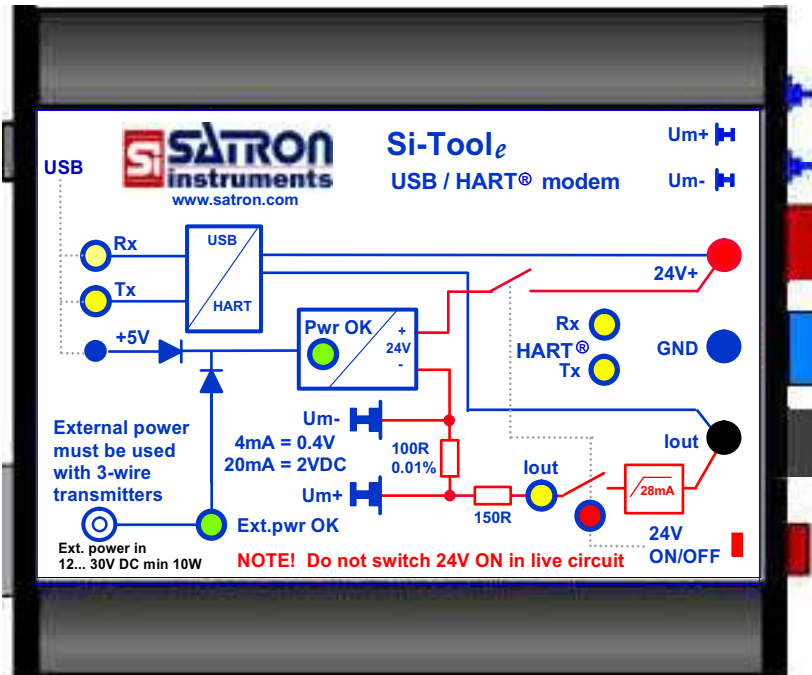 Si
SATRON
instruments
www.satron.com
Si-Toole
USB / HART® modem
Um+
Um-
USB
Rx
Tx
USB
HART
+5V
Pwr OK
+
24V
-
24V+
Rx
HART®
Tx
GND
External power
must be used
with 3-wire
transmitters
Um-
4mA = 0.4V
20mA = 2VDC
Um+
100R
0.01%
150R
Iout
28mA
Iout
Ext.pwr OK
Ext. power in
12... 30V DC min 10W
24V
ON/OFF
NOTE! Do not switch 24V ON in live circuit